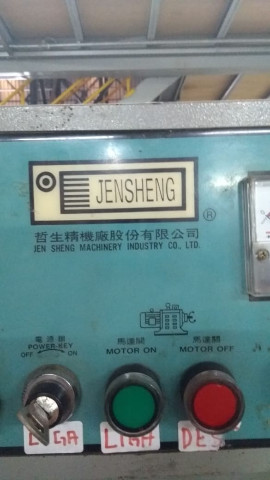 JENSHENG
®
哲生精機廠股份有限公司
JEN SHENG MACHINERY INDUSTRY CO., LTD.
電源鎖 馬達開 馬達關
POWER-KEY MOTOR ON MOTOR OFF
OFF ON
LIGA LIGA DES